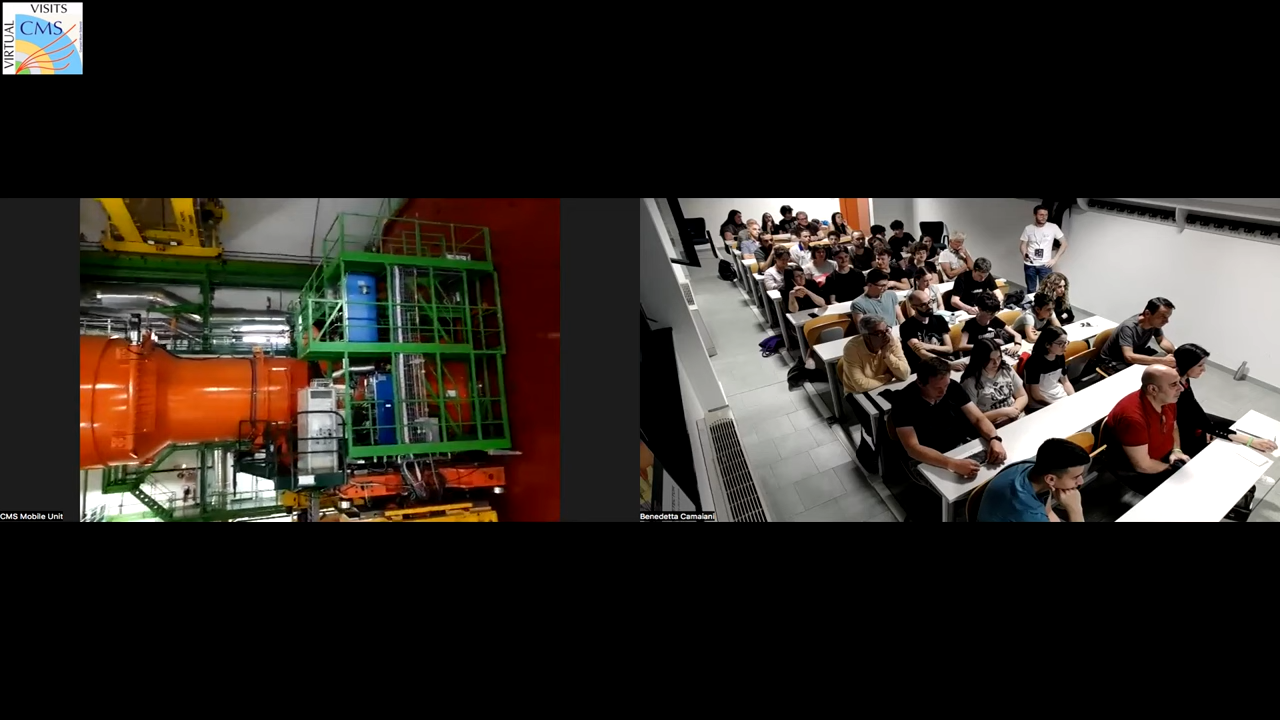 VISITS
VIRTUAL
CMS
CMS Mobile Unit
Benedetta Camaiani